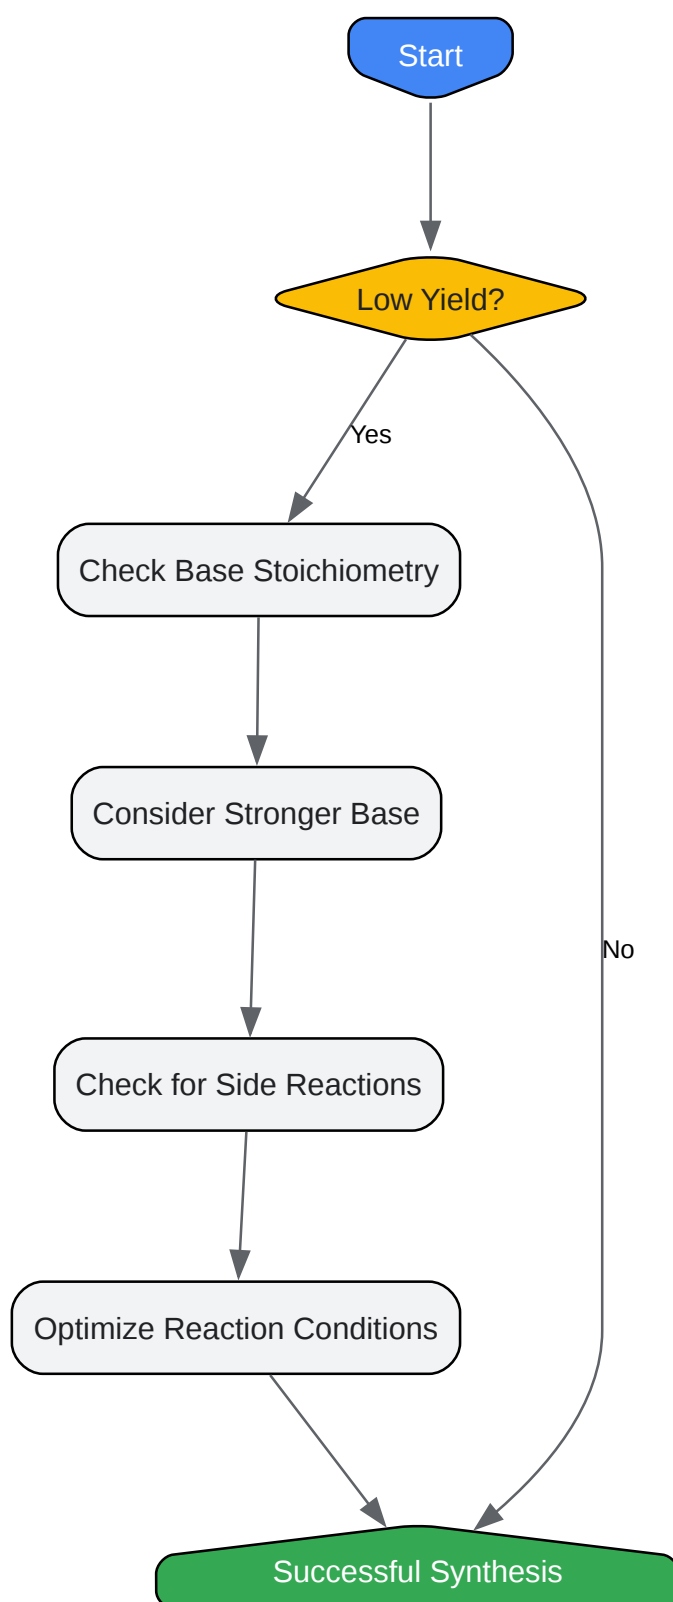 Start
Low Yield?
Yes
Check Base Stoichiometry
Consider Stronger Base
No
Check for Side Reactions
Optimize Reaction Conditions
Successful Synthesis